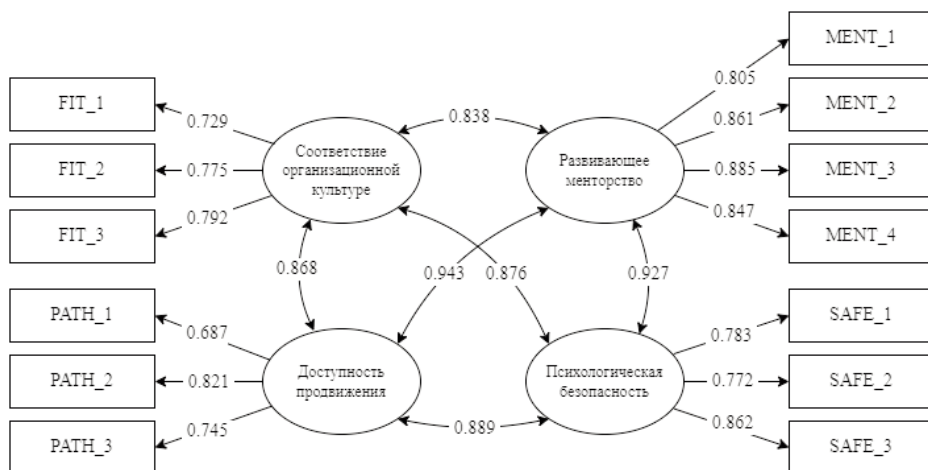 MENT_1
0.805
FIT_1
MENT_2
0.838
0.861
0.729
Соответствие
организационной
культуре
Развивающее
менторство
FIT_2
0.775
0.885
MENT_3
FIT_3
0.792
0.847
MENT_4
0.868
0.943
0.876
0.927
PATH_1
0.687
0.783
SAFE_1
Доступность
продвижения
Психологическая
безопасность
PATH_2
0.821
0.772
SAFE_2
PATH_3
0.745
0.889
0.862
SAFE_3